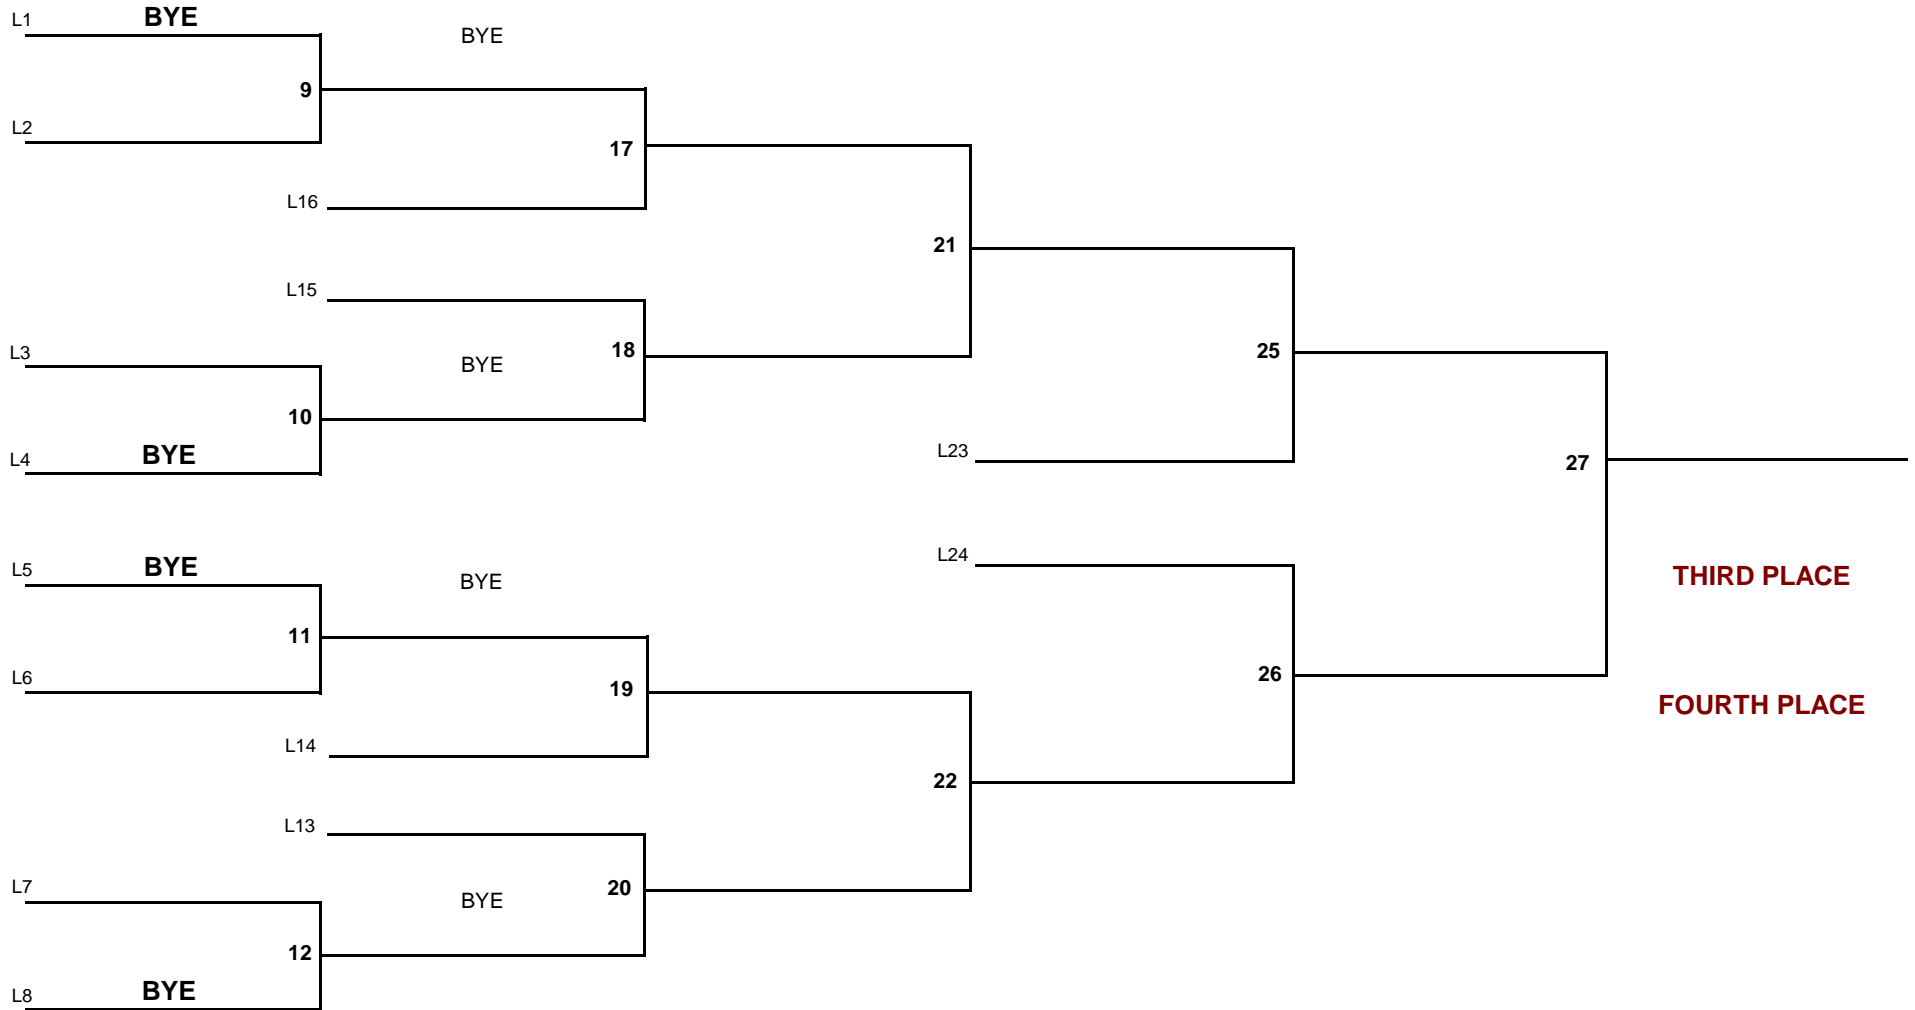 L1 BYE
BYE
9
L2
17
L16
21
L15
L3
18
BYE
25
10
L4 BYE
L23
27
L5 BYE
BYE
L24
THIRD PLACE
11
L6
19
26
FOURTH PLACE
L14
22
L13
L7
20
BYE
12
L8 BYE